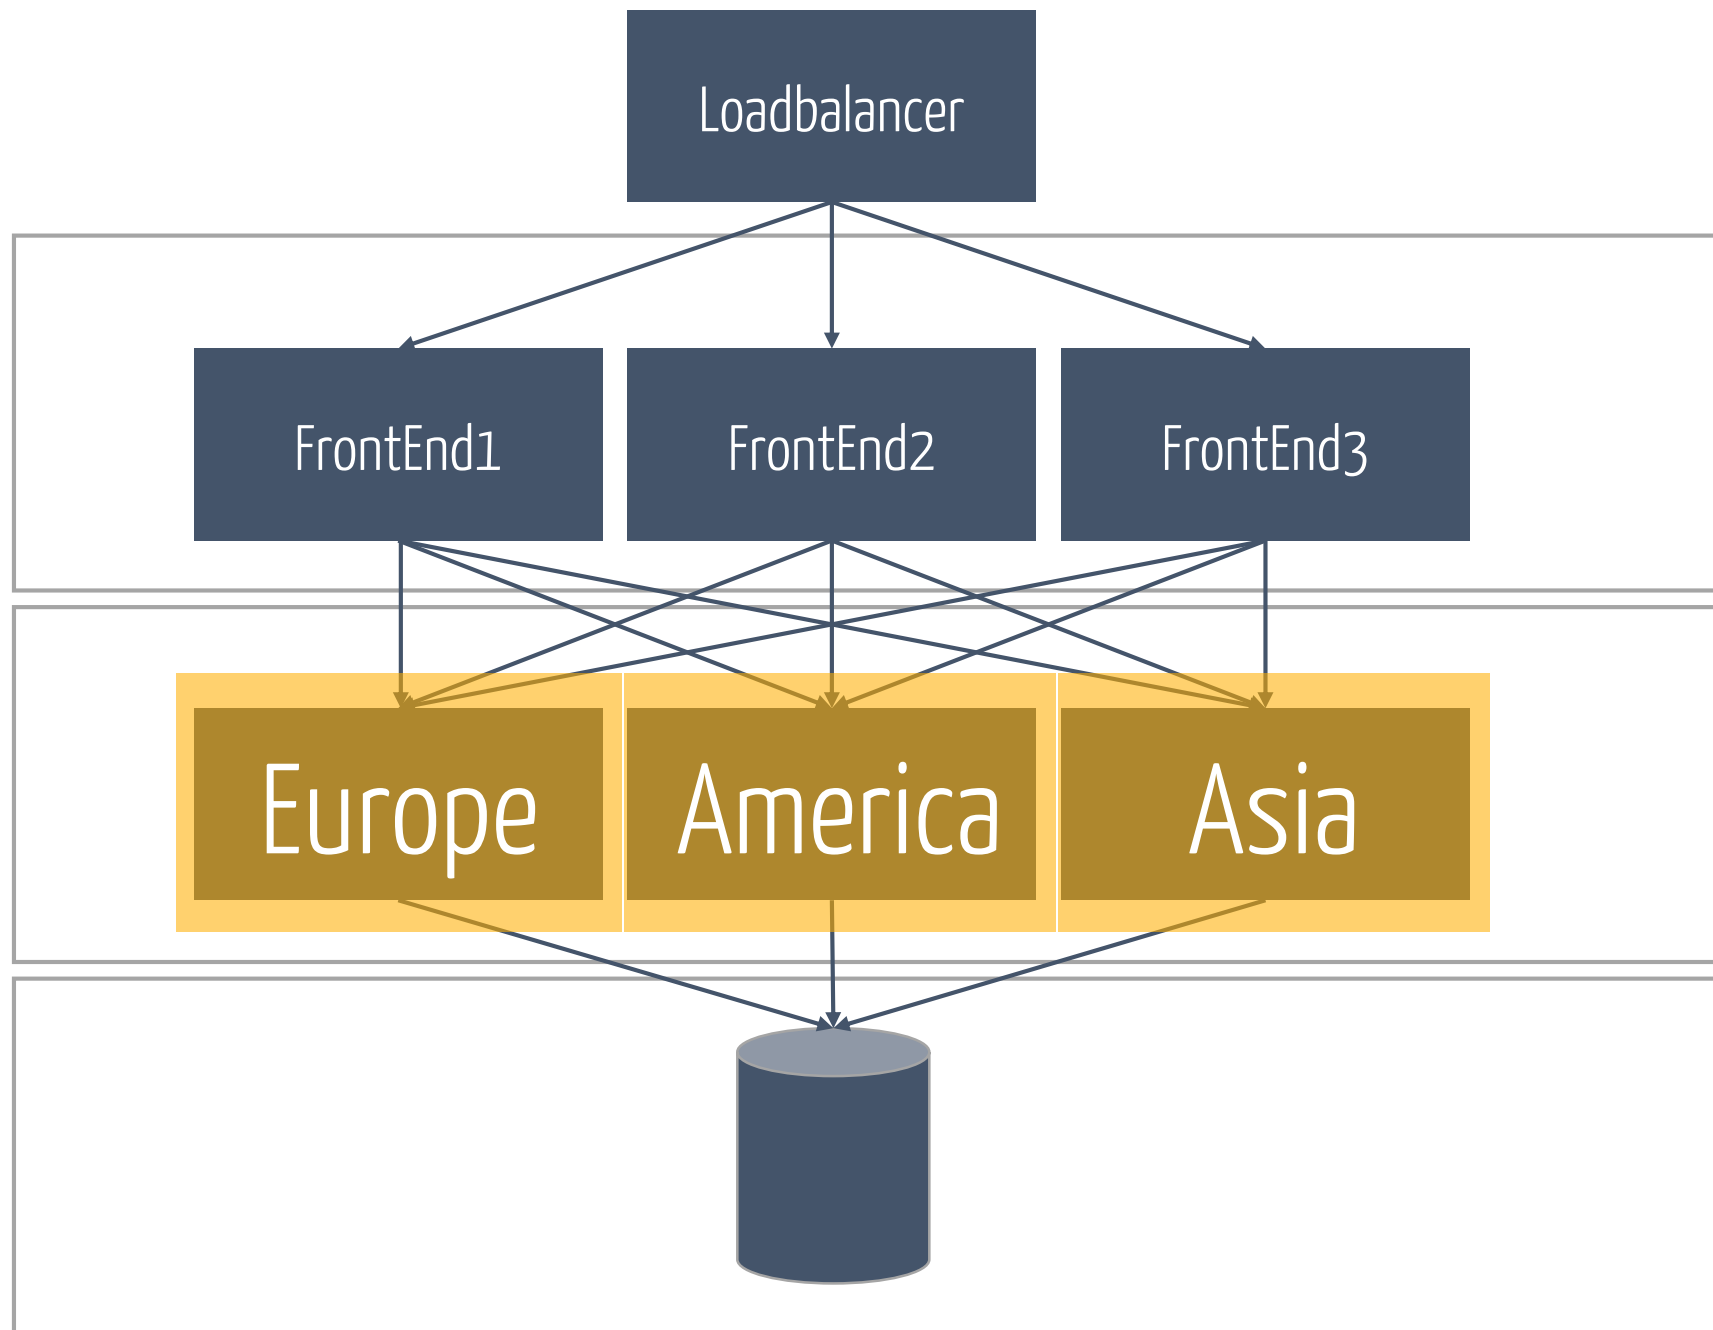 Loadbalancer
FrontEnd1
FrontEnd2
FrontEnd3
Europe
America
Asia